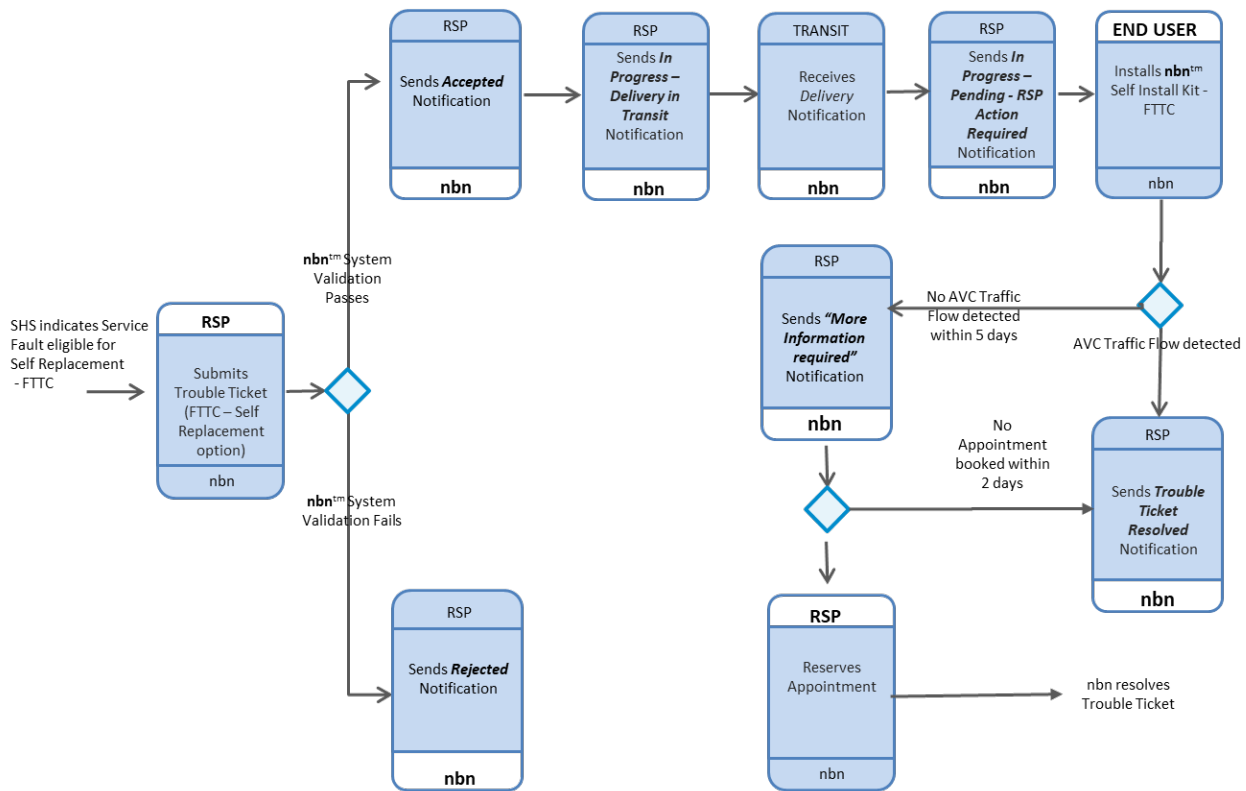 SHS indicates Service
Fault eligible for
Self Replacement
- FTTC
RSP
Submits
Trouble Ticket
(FTTC – Self
Replacement
option)
nbn
nbn™ System
Validation
Passes
nbn™ System
Validation Fails
RSP
Sends Accepted
Notification
nbn
RSP
Sends In
Progress –
Delivery in
Transit
Notification
nbn
TRANSIT
Receives
Delivery
Notification
nbn
RSP
Sends In
Progress –
Pending - RSP
Action
Required
Notification
nbn
END USER
Installs nbn™
Self Install Kit -
FTTC
nbn
No AVC Traffic
Flow detected
within 5 days
AVC Traffic Flow detected
RSP
Sends “More
Information
required”
Notification
nbn
No
Appointment
booked within
2 days
RSP
Sends Trouble
Ticket
Resolved
Notification
nbn
RSP
Sends Rejected
Notification
nbn
RSP
Reserves
Appointment
nbn
nbn resolves
Trouble Ticket